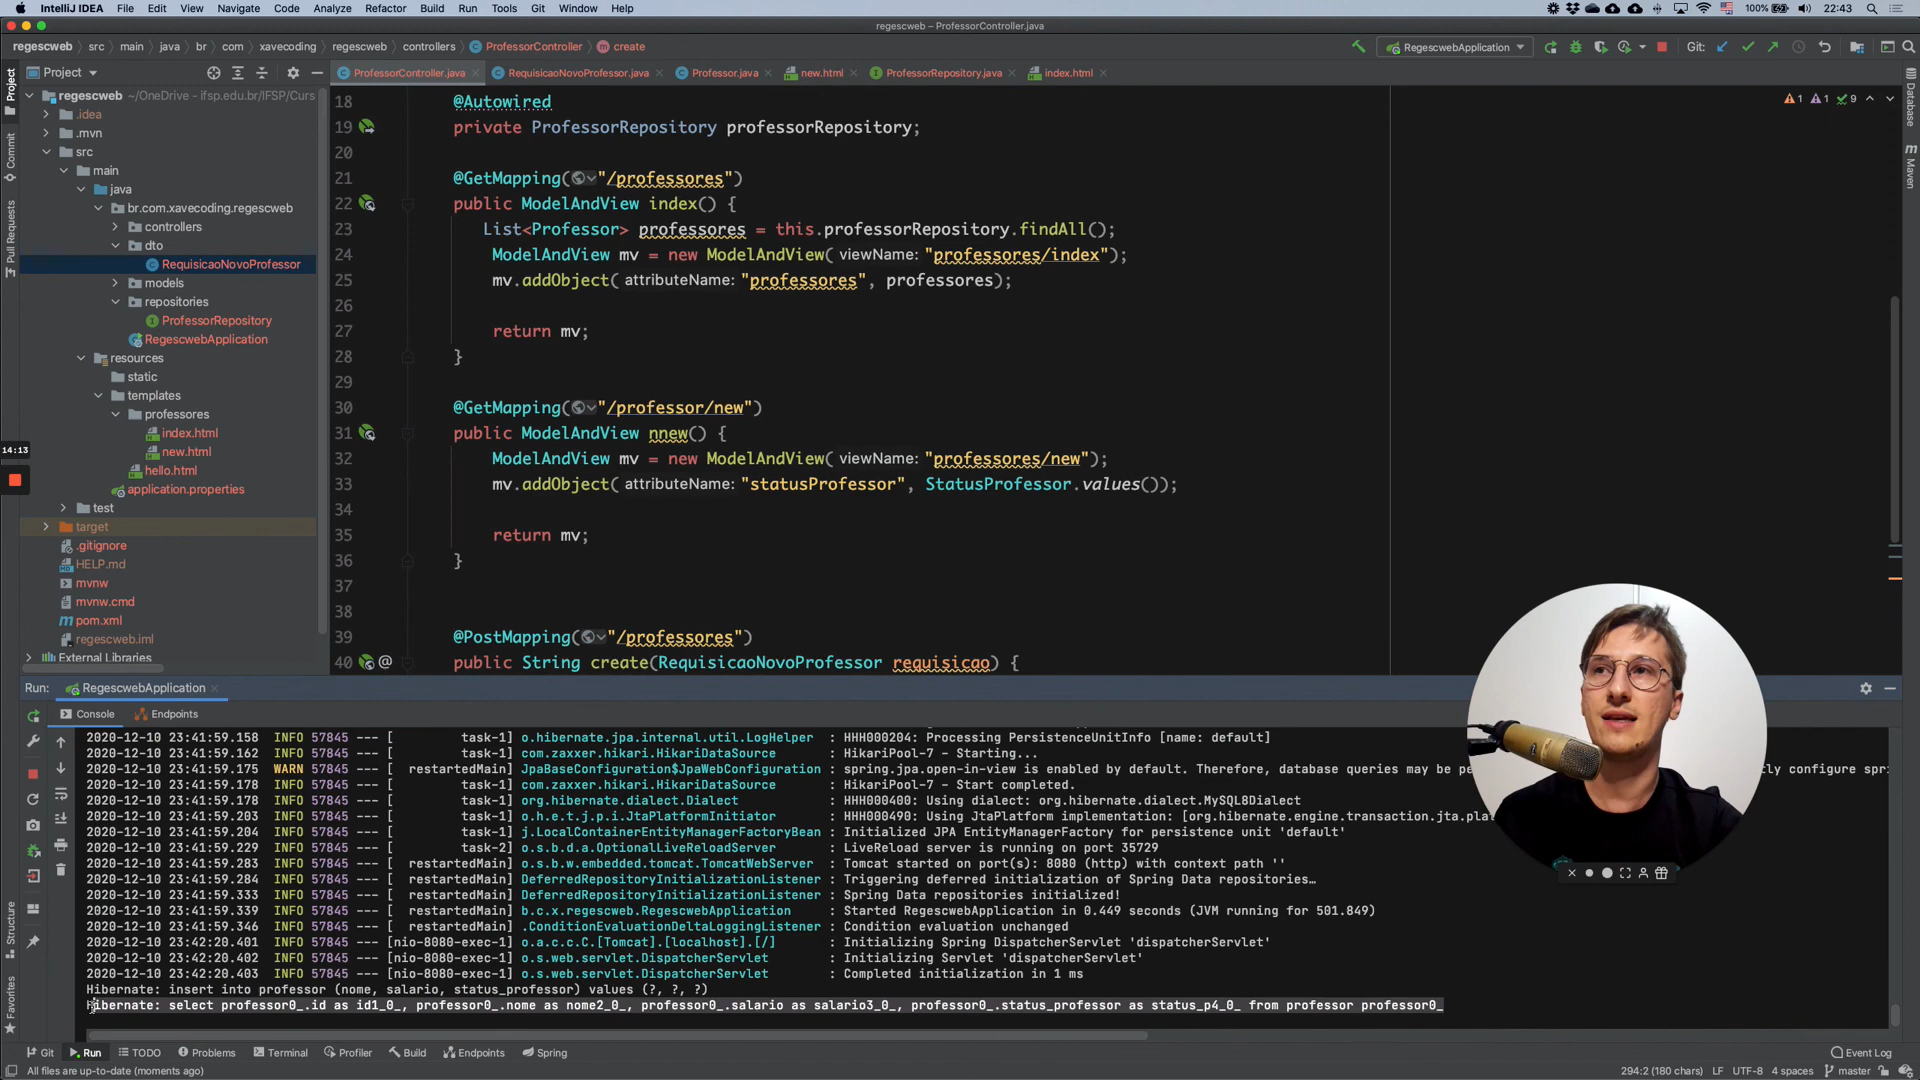 IntelliJ IDEA File Edit View Navigate Code Analyze Refactor Build Run Tools Git Window Help 100% 22:43
regescweb – ProfessorController.java
regescweb src main java br com xavecoding regescweb controllers ProfessorController create RegescwebApplication Git:
Project ProfessorController.java RequisicaoNovoProfessor.java Professor.java new.html ProfessorRepository.java index.html
Project
Commit
Pull Requests
Structure
Favorites
Database
Maven
regescweb ~/OneDrive - ifsp.edu.br/IFSP/Curs
.idea
.mvn
src
main
java
br.com.xavecoding.regescweb
controllers
dto
RequisicaoNovoProfessor
models
repositories
ProfessorRepository
RegescwebApplication
resources
static
templates
professores
index.html
new.html
hello.html
application.properties
test
target
.gitignore
HELP.md
mvnw
mvnw.cmd
pom.xml
regescweb.iml
External Libraries
14:13
1 1 9
18 @Autowired
19 private ProfessorRepository professorRepository;
20
21 @GetMapping("/professores")
22 public ModelAndView index() {
23 List<Professor> professores = this.professorRepository.findAll();
24 ModelAndView mv = new ModelAndView( viewName: "professores/index");
25 mv.addObject( attributeName: "professores", professores);
26
27 return mv;
28 }
29
30 @GetMapping("/professor/new")
31 public ModelAndView nnew() {
32 ModelAndView mv = new ModelAndView( viewName: "professores/new");
33 mv.addObject( attributeName: "statusProfessor", StatusProfessor.values());
34
35 return mv;
36 }
37
38
39 @PostMapping("/professores")
40 @ public String create(RequisicaoNovoProfessor requisicao) {
Run: RegescwebApplication
Console Endpoints
2020-12-10 23:41:59.158 INFO 57845 --- [ task-1] o.hibernate.jpa.internal.util.LogHelper : HHH000204: Processing PersistenceUnitInfo [name: default]
2020-12-10 23:41:59.162 INFO 57845 --- [ task-1] com.zaxxer.hikari.HikariDataSource : HikariPool-7 - Starting...
2020-12-10 23:41:59.175 WARN 57845 --- [ restartedMain] JpaBaseConfiguration$JpaWebConfiguration : spring.jpa.open-in-view is enabled by default. Therefore, database queries may be pe tly configure spri
2020-12-10 23:41:59.178 INFO 57845 --- [ task-1] com.zaxxer.hikari.HikariDataSource : HikariPool-7 - Start completed.
2020-12-10 23:41:59.178 INFO 57845 --- [ task-1] org.hibernate.dialect.Dialect : HHH000400: Using dialect: org.hibernate.dialect.MySQL8Dialect
2020-12-10 23:41:59.203 INFO 57845 --- [ task-1] o.h.e.t.j.p.i.JtaPlatformInitiator : HHH000490: Using JtaPlatform implementation: [org.hibernate.engine.transaction.jta.pla
2020-12-10 23:41:59.204 INFO 57845 --- [ task-1] j.LocalContainerEntityManagerFactoryBean : Initialized JPA EntityManagerFactory for persistence unit 'default'
2020-12-10 23:41:59.229 INFO 57845 --- [ task-2] o.s.b.d.a.OptionalLiveReloadServer : LiveReload server is running on port 35729
2020-12-10 23:41:59.283 INFO 57845 --- [ restartedMain] o.s.b.w.embedded.tomcat.TomcatWebServer : Tomcat started on port(s): 8080 (http) with context path ''
2020-12-10 23:41:59.284 INFO 57845 --- [ restartedMain] DeferredRepositoryInitializationListener : Triggering deferred initialization of Spring Data repositories…
2020-12-10 23:41:59.333 INFO 57845 --- [ restartedMain] DeferredRepositoryInitializationListener : Spring Data repositories initialized!
2020-12-10 23:41:59.339 INFO 57845 --- [ restartedMain] b.c.x.regescweb.RegescwebApplication : Started RegescwebApplication in 0.449 seconds (JVM running for 501.849)
2020-12-10 23:41:59.346 INFO 57845 --- [ restartedMain] .ConditionEvaluationDeltaLoggingListener : Condition evaluation unchanged
2020-12-10 23:42:20.401 INFO 57845 --- [nio-8080-exec-1] o.a.c.c.C.[Tomcat].[localhost].[/] : Initializing Spring DispatcherServlet 'dispatcherServlet'
2020-12-10 23:42:20.402 INFO 57845 --- [nio-8080-exec-1] o.s.web.servlet.DispatcherServlet : Initializing Servlet 'dispatcherServlet'
2020-12-10 23:42:20.403 INFO 57845 --- [nio-8080-exec-1] o.s.web.servlet.DispatcherServlet : Completed initialization in 1 ms
Hibernate: insert into professor (nome, salario, status_professor) values (?, ?, ?)
Hibernate: select professor0_.id as id1_0_, professor0_.nome as nome2_0_, professor0_.salario as salario3_0_, professor0_.status_professor as status_p4_0_ from professor professor0_
Git Run TODO Problems Terminal Profiler Build Endpoints Spring Event Log
All files are up-to-date (moments ago) 294:2 (180 chars) LF UTF-8 4 spaces master